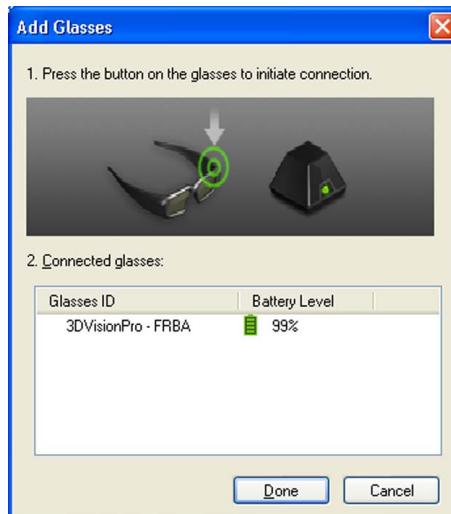 Add Glasses
1. Press the button on the glasses to initiate connection.
2. Connected glasses:
Glasses ID Battery Level
3DVisionPro - FRBA 99%
Done Cancel